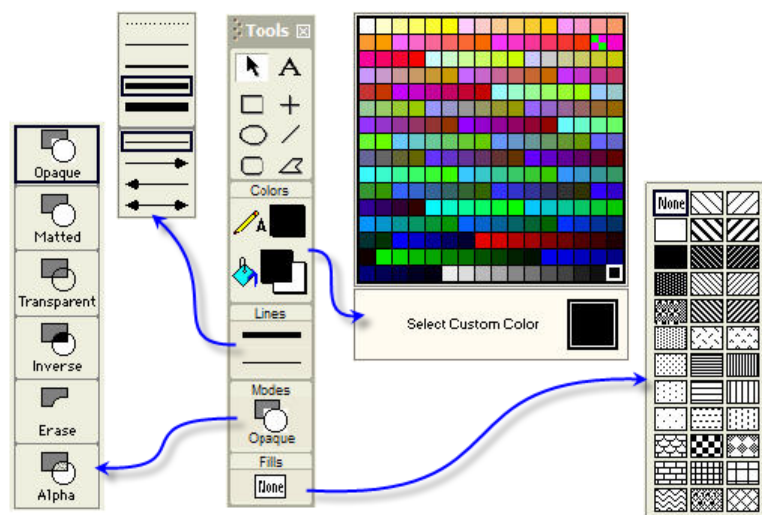 Tools
A
Colors
A
Lines
Modes
Opaque
Fills
None
Opaque
Matted
Transparent
Inverse
Erase
Alpha
Select Custom Color
None